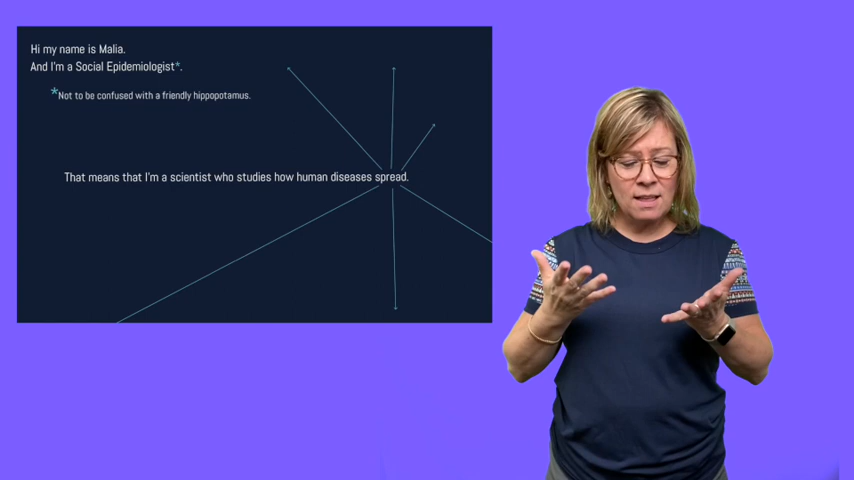 Hi my name is Malia.
And I'm a Social Epidemiologist*.
*Not to be confused with a friendly hippopotamus.
That means that I'm a scientist who studies how human diseases spread.